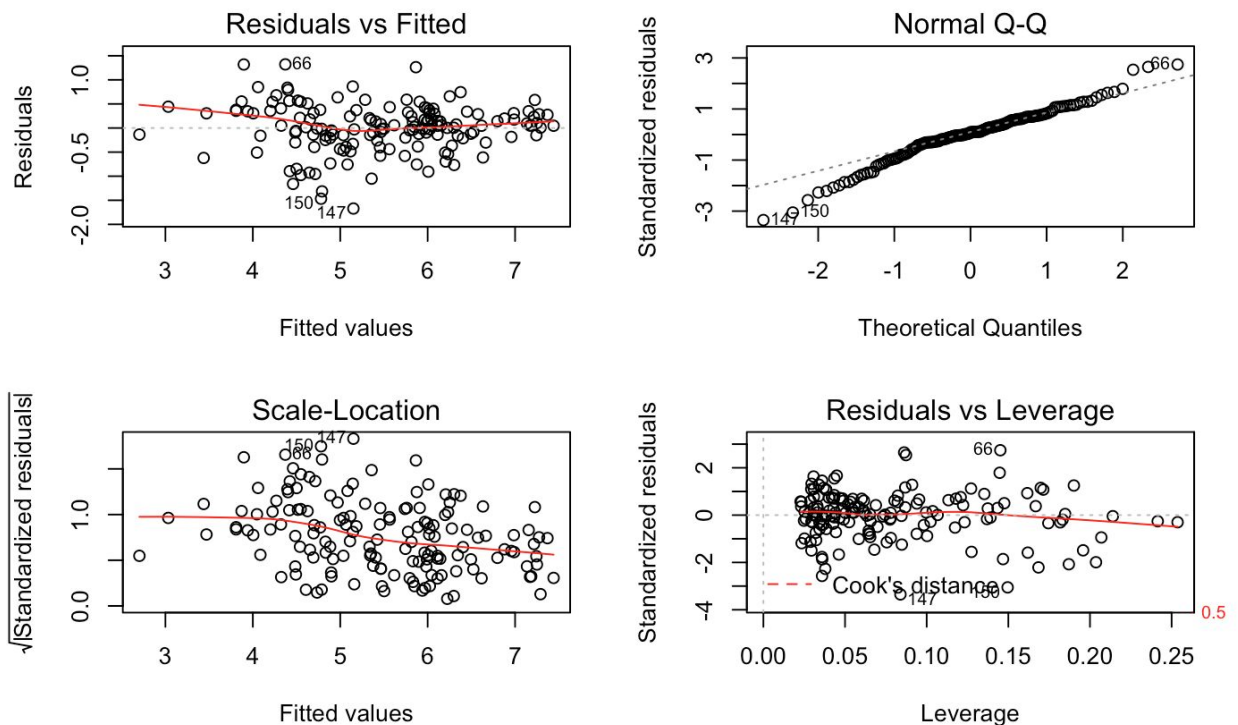 Residuals vs Fitted
Residuals
1.0
-0.5
-2.0
66
150
147
3 4 5 6 7
Fitted values
Normal Q-Q
Standardized residuals
3
1
-1
-3
66
147
150
-2 -1 0 1 2
Theoretical Quantiles
Scale-Location
√|Standardized residuals|
1.0
0.0
147
150
66
3 4 5 6 7
Fitted values
Residuals vs Leverage
Standardized residuals
2
0
-2
-4
66
Cook's distance
150
147
0.5
0.00 0.05 0.10 0.15 0.20 0.25
Leverage